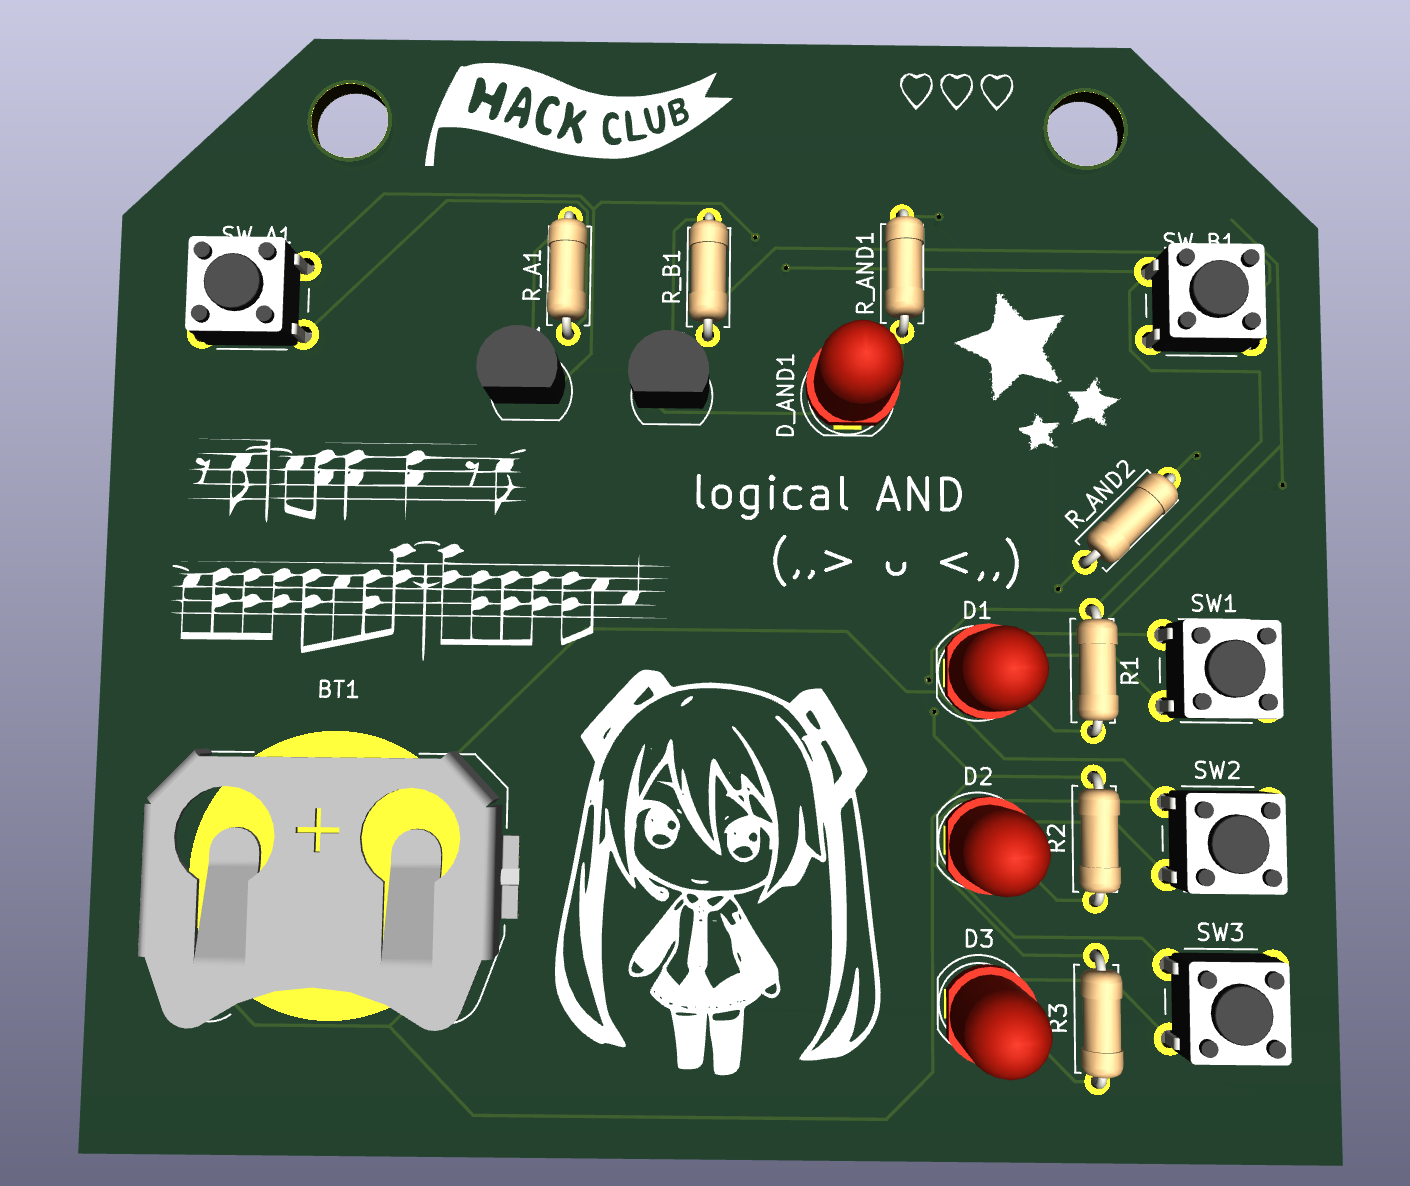 HACK CLUB
♡♡♡
SW_A1
SW_B1
R_A1
R_B1
R_AND1
D_AND1
logical AND
R_AND2
(,,> ᴗ <,,)
D1
SW1
R1
BT1
D2
SW2
R2
+
D3
SW3
R3